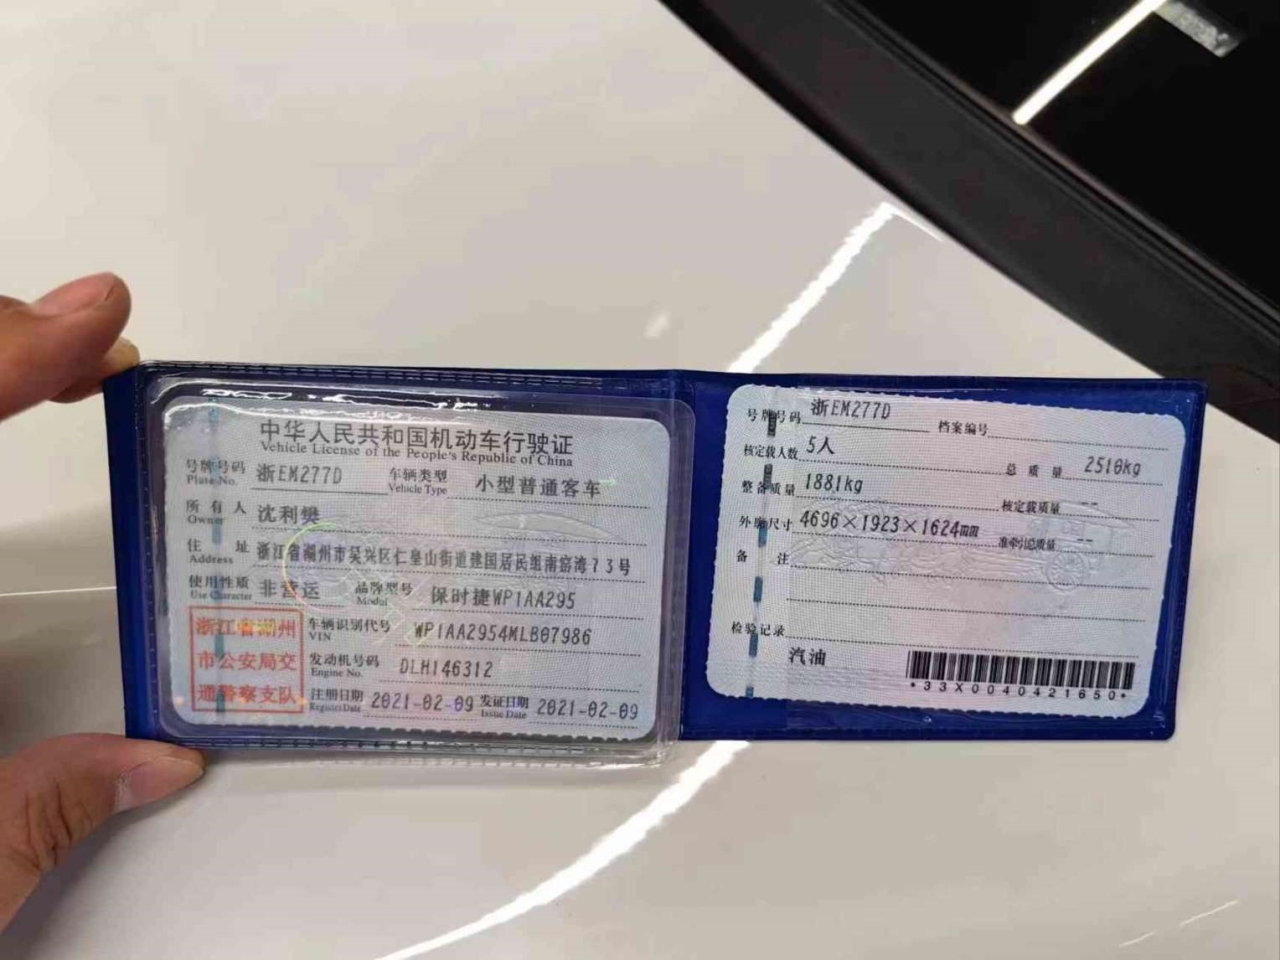 中华人民共和国机动车行驶证
Vehicle License of the People's Republic of China
号牌号码 浙EM277D 车辆类型 小型普通客车
Plate No. Vehicle Type
所有人 沈利樊
Owner
住址 浙江省湖州市吴兴区仁皇山街道建国居民组南窑湾73号
Address
使用性质 非营运 品牌型号 保时捷WP1AA295
Use Character Model
浙江省湖州
市公安局交
通警察支队
车辆识别代号 WP1AA2954MLB07986
VIN
发动机号码 DLH146312
Engine No.
注册日期 2021-02-09 发证日期 2021-02-09
Register Date Issue Date
号牌号码 浙EM277D 档案编号
核定载人数 5人 总质量 2510kg
整备质量 1881kg 核定载质量 --
外廓尺寸 4696×1923×1624mm 准牵引总质量 --
备注
检验记录
汽油
*33X0040421650*